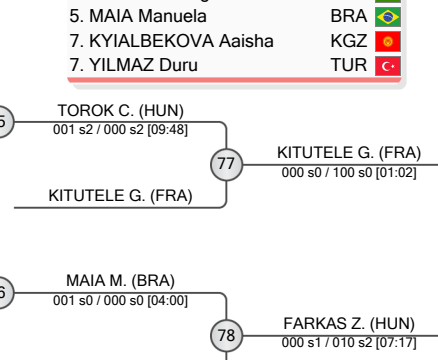 5. MAIA Manuela BRA
7. KYIALBEKOVA Aaisha KGZ
7. YILMAZ Duru TUR
TOROK C. (HUN)
001 s2 / 000 s2 [09:48]
77
KITUTELE G. (FRA)
000 s0 / 100 s0 [01:02]
KITUTELE G. (FRA)
MAIA M. (BRA)
001 s0 / 000 s0 [04:00]
78
FARKAS Z. (HUN)
000 s1 / 010 s2 [07:17]